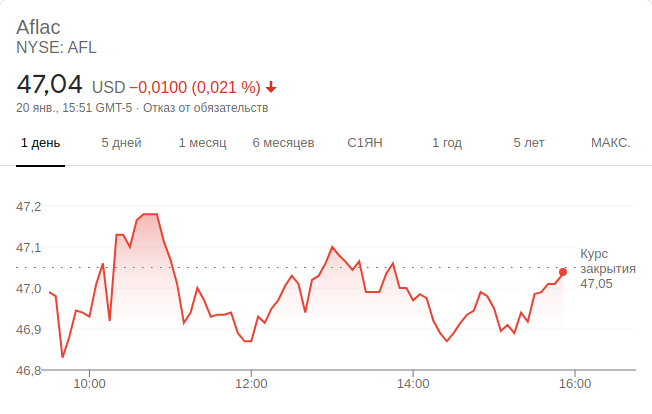 Aflac
NYSE: AFL
47,04 USD −0,0100 (0,021 %) ↓
20 янв., 15:51 GMT-5 · Отказ от обязательств
1 день 5 дней 1 месяц 6 месяцев С1ЯН 1 год 5 лет МАКС.
47,2
47,1
47,0
46,9
46,8
Курс
закрытия
47,05
10:00 12:00 14:00 16:00